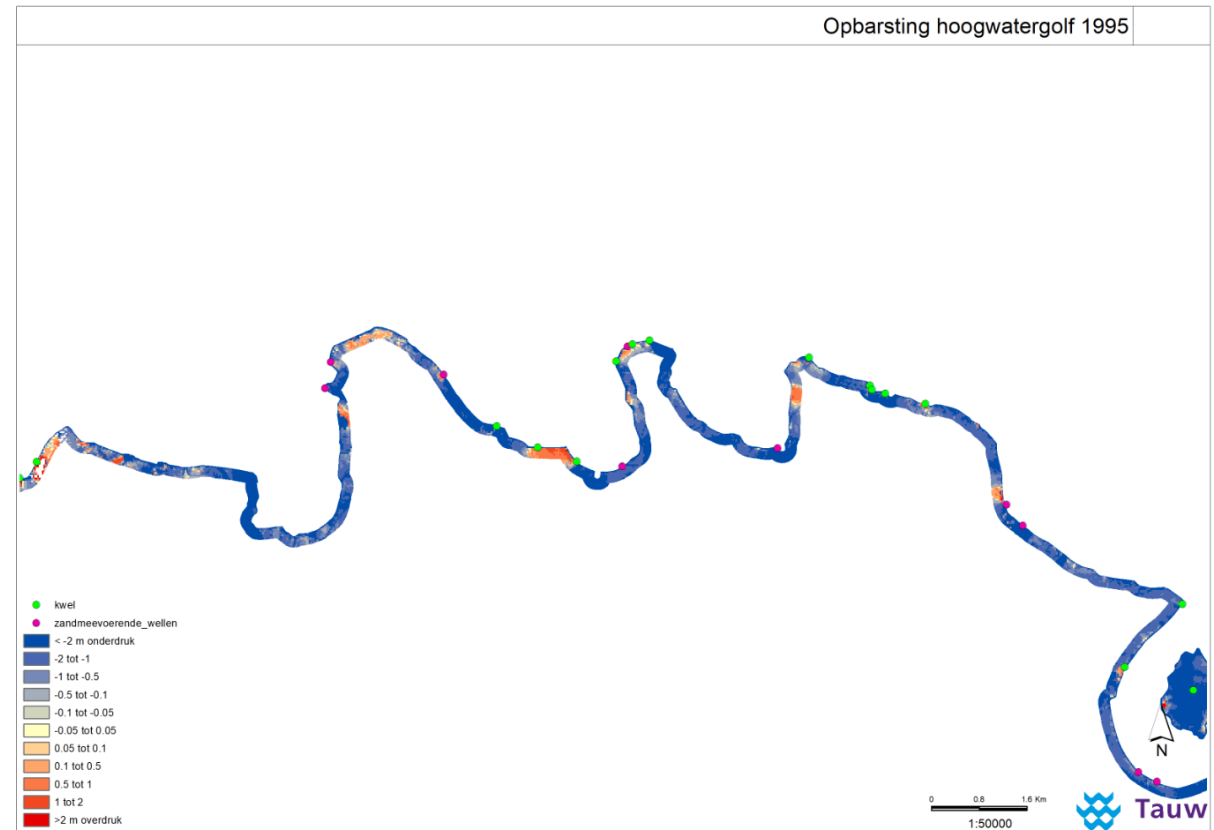 Opbarsting hoogwatergolf 1995
kwel
zandmeevoerende_wellen
< -2 m onderdruk
-2 tot -1
-1 tot -0.5
-0.5 tot -0.1
-0.1 tot -0.05
-0.05 tot 0.05
0.05 tot 0.1
0.1 tot 0.5
0.5 tot 1
1 tot 2
>2 m overdruk
N
0 0.8 1.6 Km
1:50000
Tauw